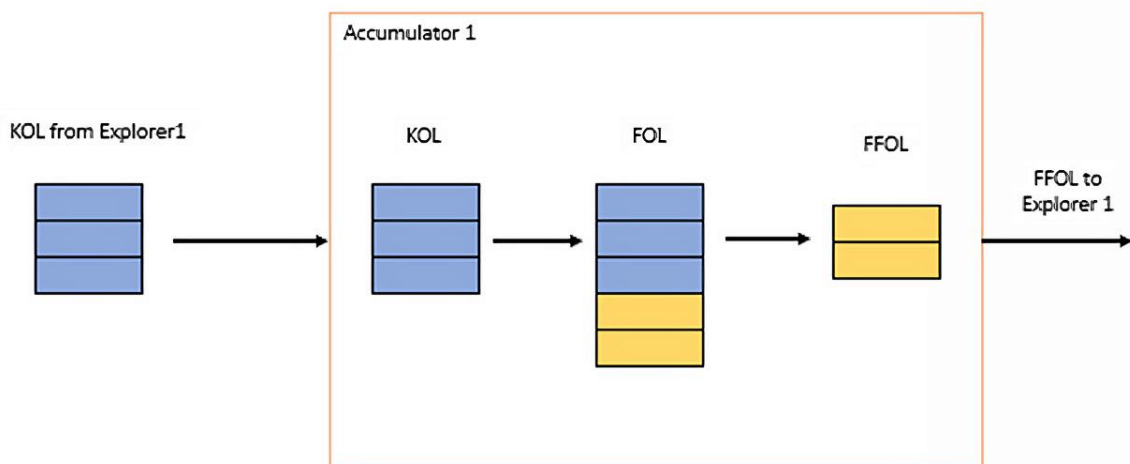 Accumulator 1
KOL from Explorer1
KOL
FOL
FFOL
FFOL to
Explorer 1